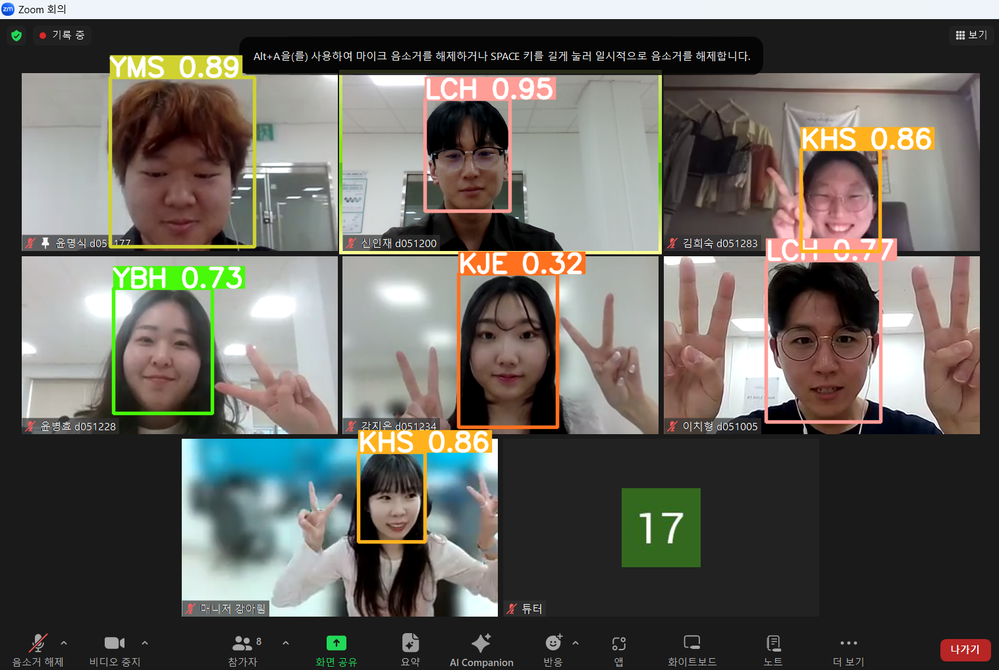 zm Zoom 회의
기록 중
보기
Alt+A을(를) 사용하여 마이크 음소거를 해제하거나 SPACE 키를 길게 눌러 일시적으로 음소거를 해제합니다.
YMS 0.89
LCH 0.95
KHS 0.86
윤명식 d051177
신인재 d051200
김희숙 d051283
YBH 0.73
KJE 0.32
LCH 0.77
윤병효 d051228
강지은 d051234
이치형 d051005
KHS 0.86
17
매니저 강아림
튜터
음소거 해제
비디오 중지
8
참가자
화면 공유
요약
AI Companion
반응
앱
화이트보드
노트
더 보기
나가기